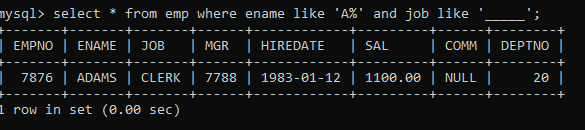 mysql> select * from emp where ename like 'A%' and job like '_____';
+-------+-------+-------+------+------------+---------+------+--------+
| EMPNO | ENAME | JOB   | MGR  | HIREDATE   | SAL     | COMM | DEPTNO |
+-------+-------+-------+------+------------+---------+------+--------+
|  7876 | ADAMS | CLERK | 7788 | 1983-01-12 | 1100.00 | NULL |     20 |
+-------+-------+-------+------+------------+---------+------+--------+
1 row in set (0.00 sec)